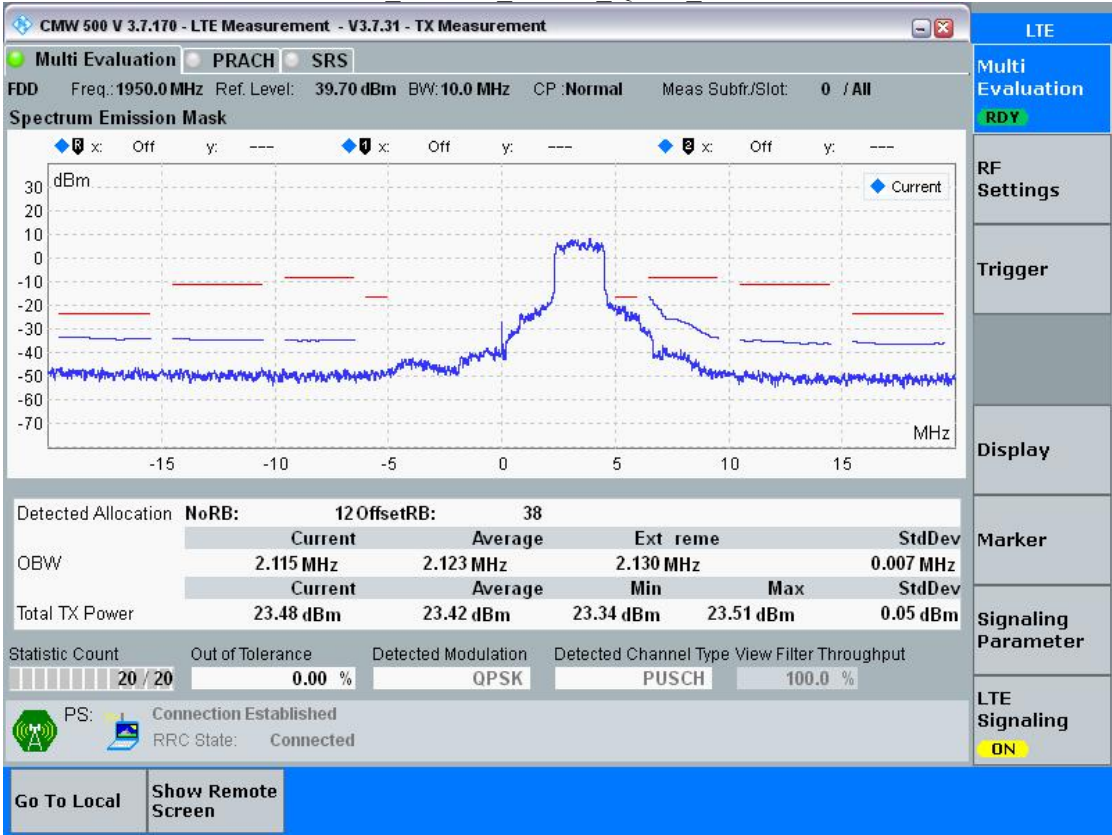 CMW 500 V 3.7.170 - LTE Measurement - V3.7.31 - TX Measurement
LTE
Multi Evaluation PRACH SRS
Multi Evaluation
RDY
FDD Freq.: 1950.0 MHz Ref. Level: 39.70 dBm BW: 10.0 MHz CP :Normal Meas Subfr./Slot: 0 / All
Spectrum Emission Mask
R x: Off y: --- 1 x: Off y: --- 2 x: Off y: ---
dBm
Current
30
20
10
0
-10
-20
-30
-40
-50
-60
-70
MHz
-15 -10 -5 0 5 10 15
RF Settings
Trigger
Display
Marker
Signaling Parameter
LTE Signaling
ON
Detected Allocation NoRB: 12 OffsetRB: 38
Current Average Ext reme StdDev
OBW 2.115 MHz 2.123 MHz 2.130 MHz 0.007 MHz
Current Average Min Max StdDev
Total TX Power 23.48 dBm 23.42 dBm 23.34 dBm 23.51 dBm 0.05 dBm
Statistic Count Out of Tolerance Detected Modulation Detected Channel Type View Filter Throughput
20 / 20 0.00 % QPSK PUSCH 100.0 %
PS: Connection Established
RRC State: Connected
Go To Local
Show Remote Screen